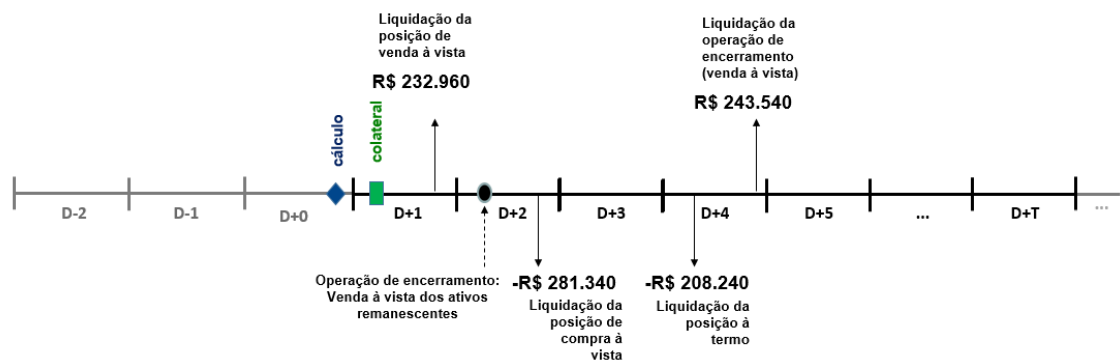 Liquidação da
posição de
venda à vista
R$ 232.960
Liquidação da
operação de
encerramento
(venda à vista)
R$ 243.540
cálculo
colateral
D-2
D-1
D+0
D+1
D+2
D+3
D+4
D+5
...
D+T
...
Operação de encerramento:
Venda à vista dos ativos
remanescentes
-R$ 281.340
Liquidação da
posição de
compra à
vista
-R$ 208.240
Liquidação da
posição à
termo